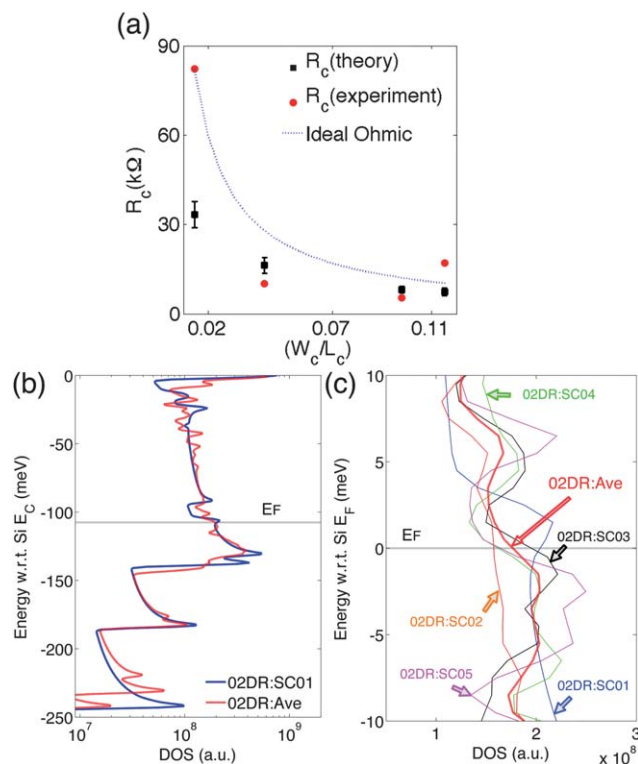 (a)
90
60
30
0
R_c(kΩ)
R_c(theory)
R_c(experiment)
Ideal Ohmic
0.02 0.07 0.11
(W_c/L_c)
(b)
0
-50
-100
-150
-200
-250
Energy w.r.t. Si E_C (meV)
E_F
02DR:SC01
02DR:Ave
10^7 10^8 10^9
DOS (a.u.)
(c)
10
5
0
-5
-10
Energy w.r.t. Si E_F (meV)
02DR:SC04
02DR:Ave
E_F
02DR:SC03
02DR:SC02
02DR:SC05
02DR:SC01
1 2 3
DOS (a.u.)
x 10^8